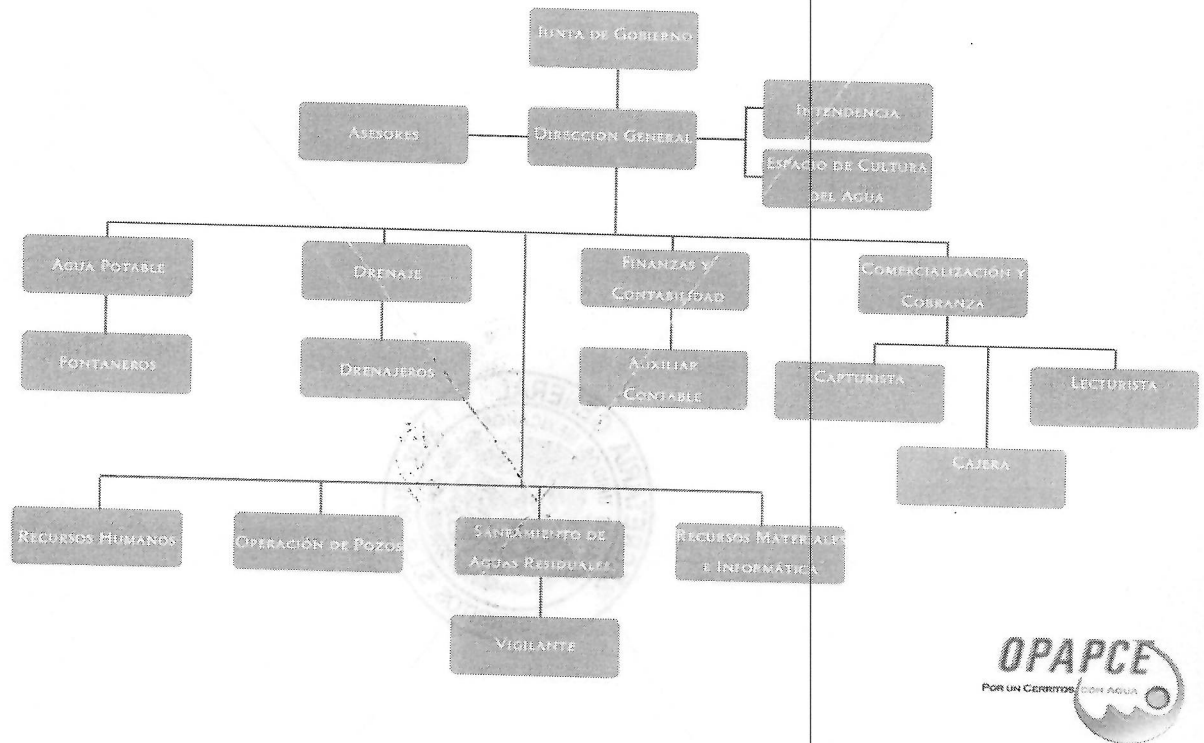 JUNTA DE GOBIERNO
ASESORES
DIRECCION GENERAL
INTENDENCIA
ESPACIO DE CULTURA
DEL AGUA
AGUA POTABLE
DRENAJE
FINANZAS Y
CONTABILIDAD
COMERCIALIZACIÓN Y
COBRANZA
FONTANEROS
DRENAJEROS
AUXILIAR
CONTABLE
CAPTURISTA
LECTURISTA
CAJERA
RECURSOS HUMANOS
OPERACIÓN DE POZOS
SANEAMIENTO DE
AGUAS RESIDUALES
RECURSOS MATERIALES
E INFORMÁTICA
VIGILANTE
OPAPCE
POR UN CERRITOS CON AGUA